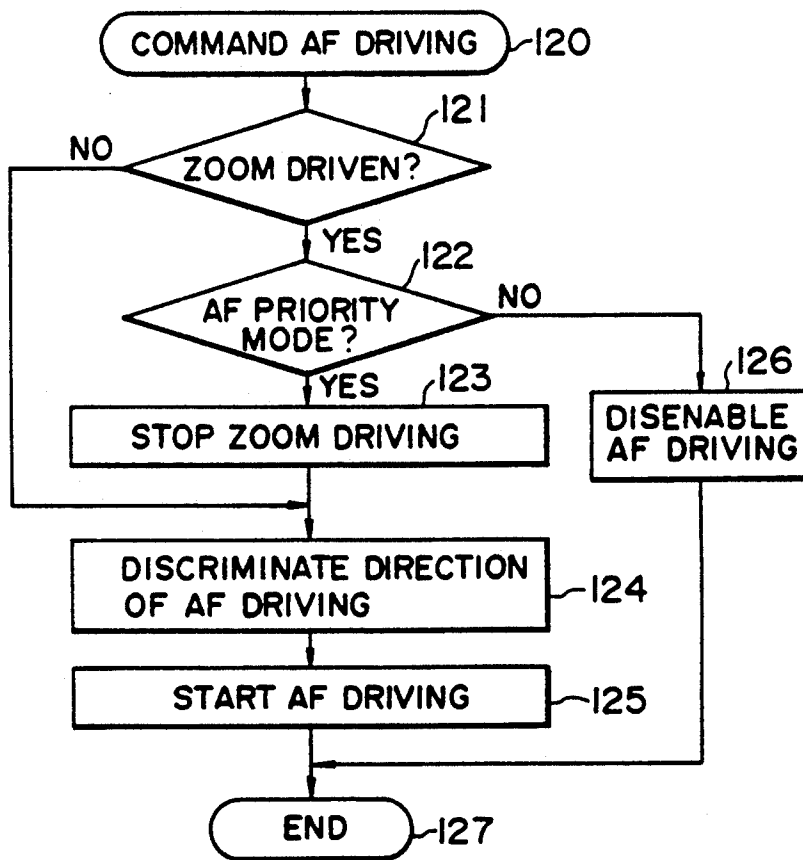 COMMAND AF DRIVING
120
121
NO
ZOOM DRIVEN?
YES
122
AF PRIORITY
MODE?
NO
YES
123
126
STOP ZOOM DRIVING
DISENABLE
AF DRIVING
DISCRIMINATE DIRECTION
OF AF DRIVING
124
START AF DRIVING
125
END
127